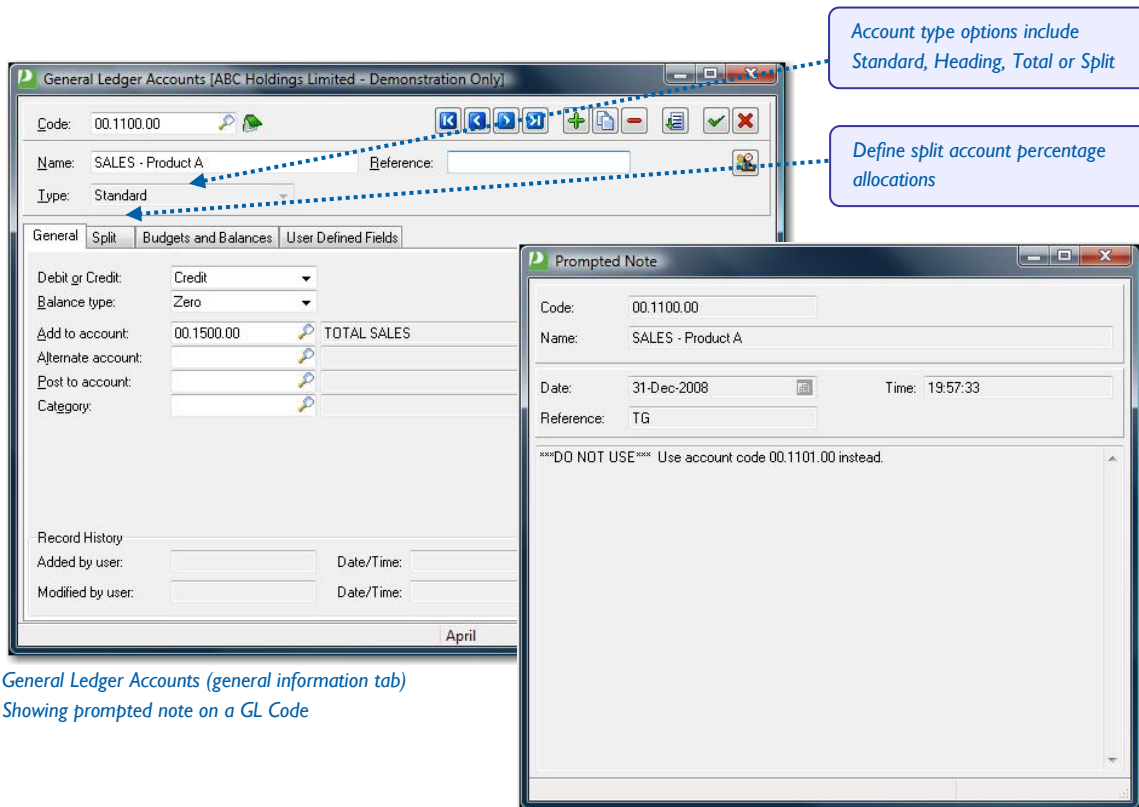 Account type options include
Standard, Heading, Total or Split
General Ledger Accounts [ABC Holdings Limited - Demonstration Only]
Code: 00.1100.00
Define split account percentage
allocations
Name: SALES - Product A Reference:
Type: Standard
General Split Budgets and Balances User Defined Fields
Debit or Credit: Credit
Balance type: Zero
Add to account: 00.1500.00 TOTAL SALES
Alternate account:
Post to account:
Category:
Record History
Added by user: Date/Time:
Modified by user: Date/Time:
April
Prompted Note
Code: 00.1100.00
Name: SALES - Product A
Date: 31-Dec-2008 Time: 19:57:33
Reference: TG
***DO NOT USE*** Use account code 00.1101.00 instead.
General Ledger Accounts (general information tab)
Showing prompted note on a GL Code